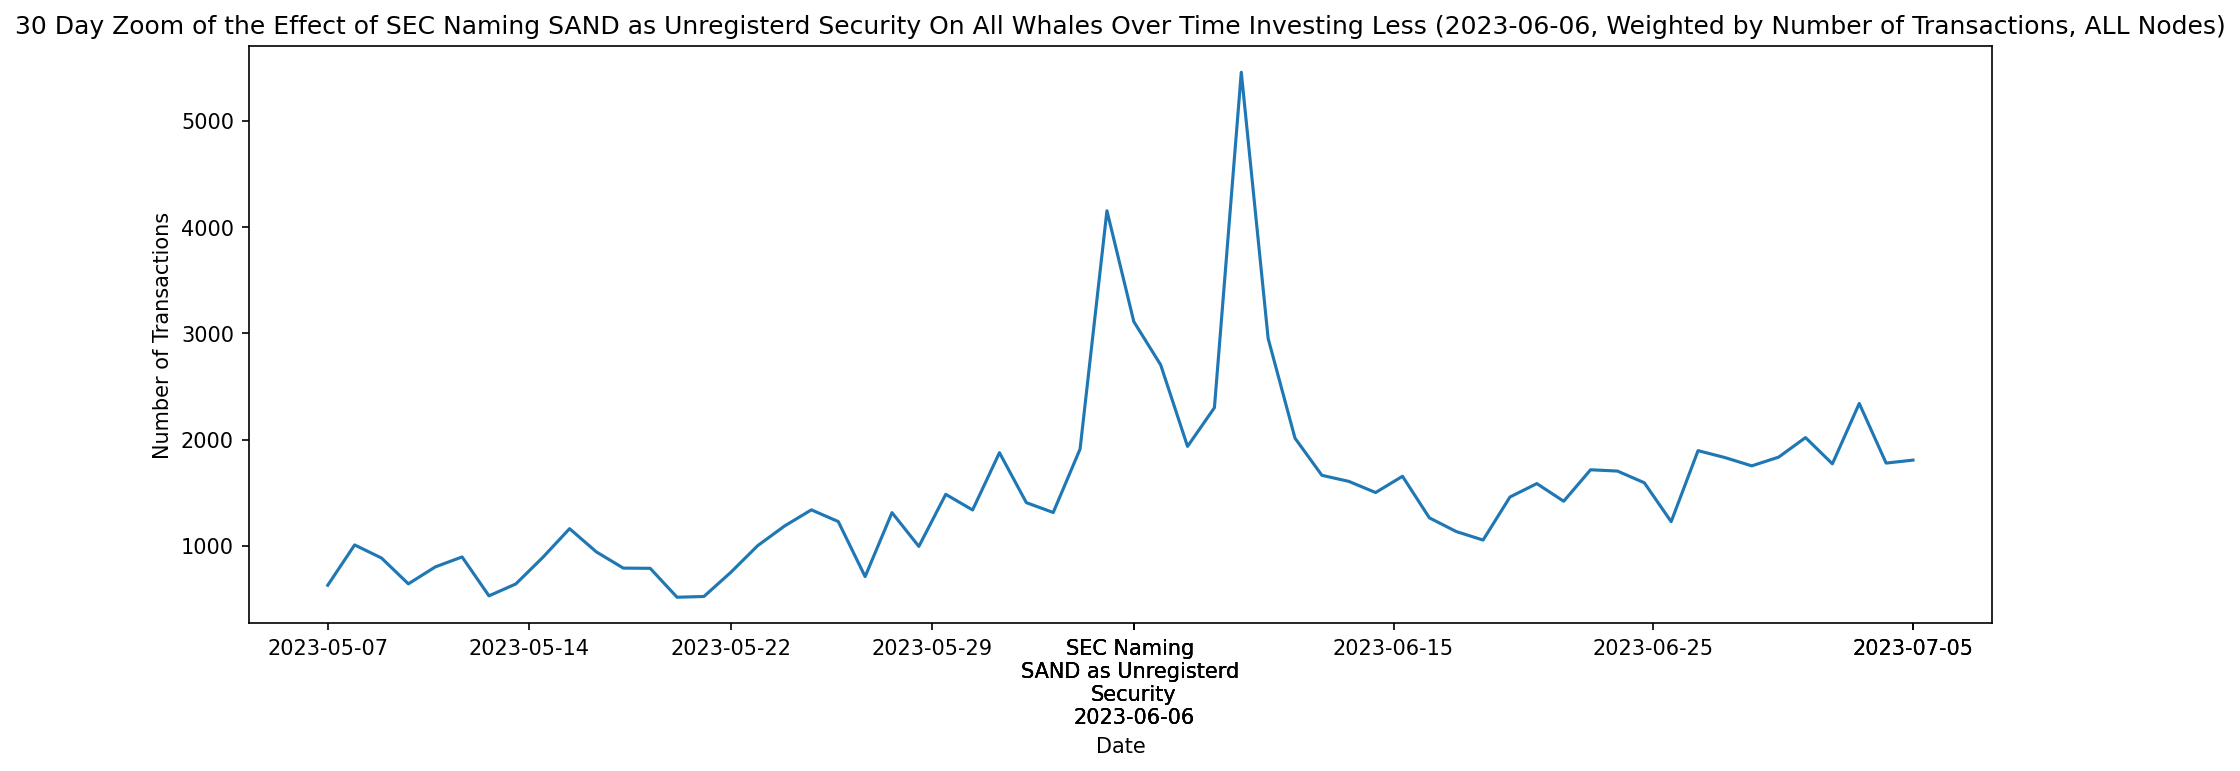 30 Day Zoom of the Effect of SEC Naming SAND as Unregisterd Security On All Whales Over Time Investing Less (2023-06-06, Weighted by Number of Transactions, ALL Nodes)
Number of Transactions
5000
4000
3000
2000
1000
2023-05-07
2023-05-14
2023-05-22
2023-05-29
SEC Naming
SAND as Unregisterd
Security
2023-06-06
2023-06-15
2023-06-25
2023-07-05
Date